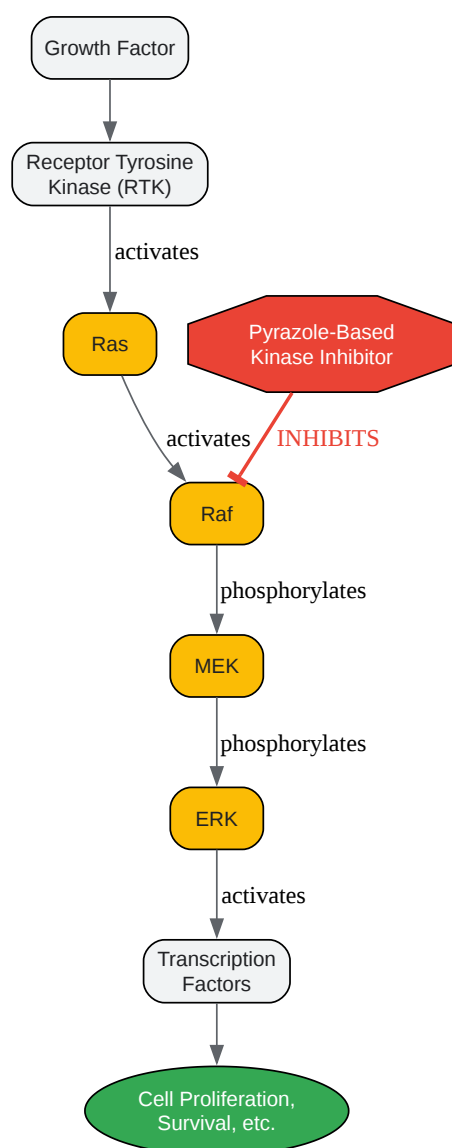 Growth Factor
Receptor Tyrosine
Kinase (RTK)
activates
Ras
Pyrazole-Based
Kinase Inhibitor
activates
INHIBITS
Raf
phosphorylates
MEK
phosphorylates
ERK
activates
Transcription
Factors
Cell Proliferation,
Survival, etc.